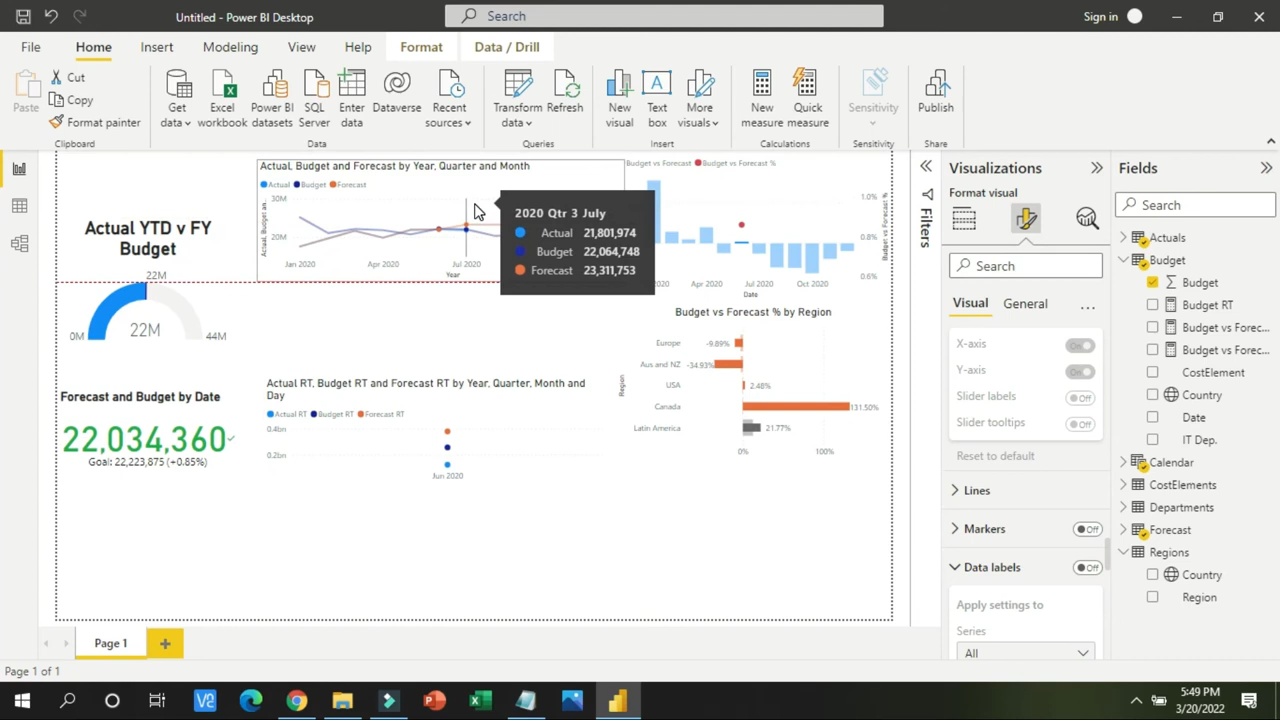 Untitled - Power BI Desktop
Search
Sign in
File
Home
Insert
Modeling
View
Help
Format
Data / Drill
Paste
Cut
Copy
Format painter
Clipboard
Get data
Excel workbook
Power BI datasets
SQL Server
Enter data
Dataverse
Recent sources
Data
Transform data
Refresh
Queries
New visual
Text box
More visuals
Insert
New measure
Quick measure
Calculations
Sensitivity
Sensitivity
Publish
Share
Actual YTD v FY
Budget
22M
22M
0M
44M
Actual, Budget and Forecast by Year, Quarter and Month
Actual
Budget
Forecast
Actual, Budget an...
30M
20M
Jan 2020
Apr 2020
Jul 2020
Year
2020 Qtr 3 July
Actual 21,801,974
Budget 22,064,748
Forecast 23,311,753
Budget vs Forecast
Budget vs Forecast %
1.0%
0.8%
0.6%
Budget vs Forecast %
2020
Apr 2020
Jul 2020
Oct 2020
Date
Forecast and Budget by Date
22,034,360
Goal: 22,223,875 (+0.85%)
Actual RT, Budget RT and Forecast RT by Year, Quarter, Month and
Day
Actual RT
Budget RT
Forecast RT
0.4bn
0.2bn
Jun 2020
Budget vs Forecast % by Region
Region
Europe
-9.89%
Aus and NZ
-34.93%
USA
2.48%
Canada
131.50%
Latin America
21.77%
0%
100%
Filters
Visualizations
Format visual
Search
Visual
General
...
X-axis
On
Y-axis
On
Slider labels
Off
Slider tooltips
Off
Reset to default
Lines
Markers
Off
Data labels
Off
Apply settings to
Series
All
Fields
Search
Actuals
Budget
Budget
Budget RT
Budget vs Forec...
Budget vs Forec...
CostElement
Country
Date
IT Dep.
Calendar
CostElements
Departments
Forecast
Regions
Country
Region
Page 1
Page 1 of 1
5:49 PM
3/20/2022